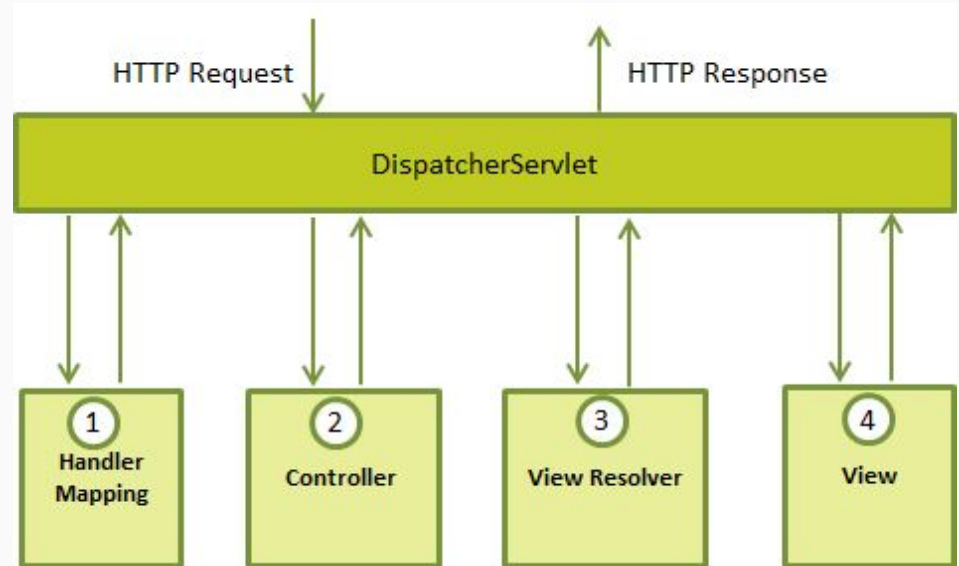 HTTP Request
HTTP Response
DispatcherServlet
1
Handler
Mapping
2
Controller
3
View Resolver
4
View